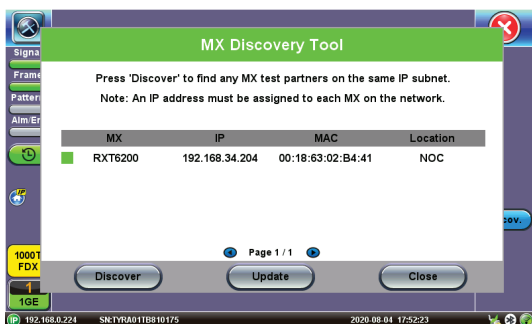 MX Discovery Tool
Signa
Frame
Press 'Discover' to find any MX test partners on the same IP subnet.
Patter
Note: An IP address must be assigned to each MX on the network.
Alm/Er
MX IP MAC Location
RXT6200 192.168.34.204 00:18:63:02:B4:41 NOC
IP
cov.
1000T
FDX
Page 1 / 1
Discover Update Close
1
1GE
IP 192.168.0.224 SN:TYRA01TB810175 2020-08-04 17:52:23